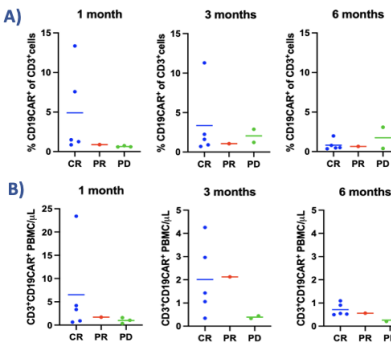 A)
1 month
3 months
6 months
% CD19CAR⁺ of CD3⁺cells
15
10
5
0
CR PR PD
% CD19CAR⁺ of CD3⁺cells
15
10
5
0
CR PR PD
% CD19CAR⁺ of CD3⁺cells
15
10
5
0
CR PR PD
B)
1 month
3 months
6 months
CD3⁺CD19CAR⁺ PBMC/μL
25
20
15
10
5
0
CR PR PD
CD3⁺CD19CAR⁺ PBMC/μL
5
4
3
2
1
0
CR PR PD
CD3⁺CD19CAR⁺ PBMC/μL
5
4
3
2
1
0
CR PR PD